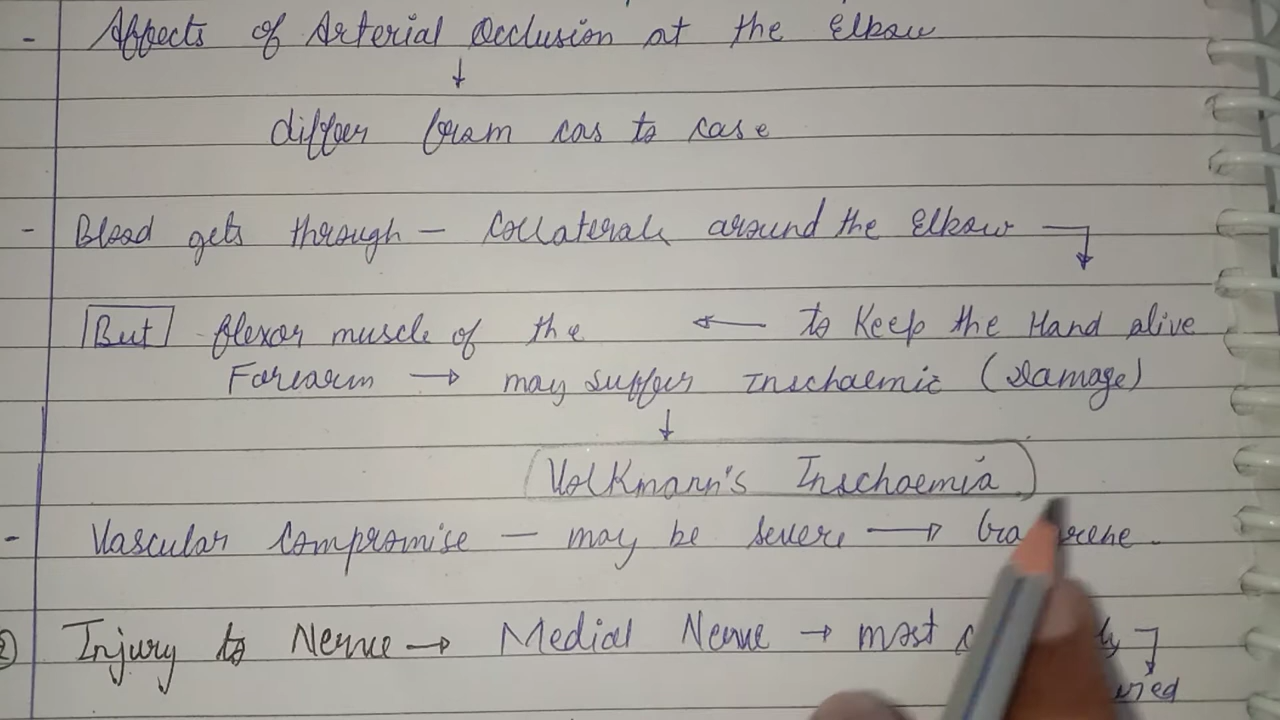 - Affects of Arterial Occlusion at the Elbow
↓
differ from cas to case
- Blood gets through – Collaterals around the Elbow
But flexor muscle of the ← to Keep the Hand alive
Forearm → may suffer Inschaemic (Damage)
↓
Volkmann's Inschaemia
- Vascular Compromise – may be severe →
2) Injury to Nerve → Medial Nerve → most